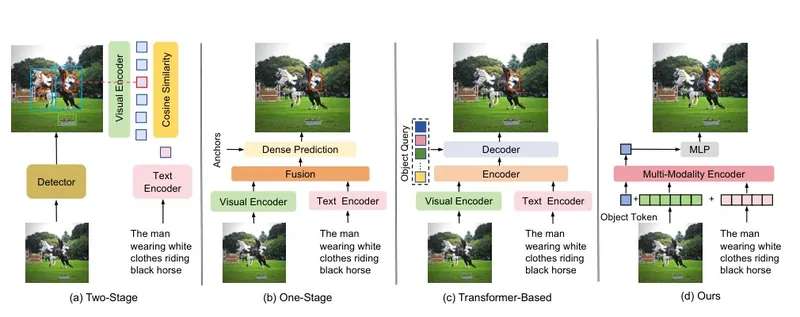 Visual Encoder
Cosine Similarity
Detector
Text
Encoder
The man
wearing white
clothes riding
black horse
(a) Two-Stage
Anchors
Dense Prediction
Fusion
Visual Encoder
Text Encoder
The man
wearing white
clothes riding
black horse
(b) One-Stage
Object Query
Decoder
Encoder
Visual Encoder
Text Encoder
The man
wearing white
clothes riding
black horse
(c) Transformer-Based
MLP
Multi-Modality Encoder
+
+
Object Token
The man
wearing white
clothes riding
black horse
(d) Ours